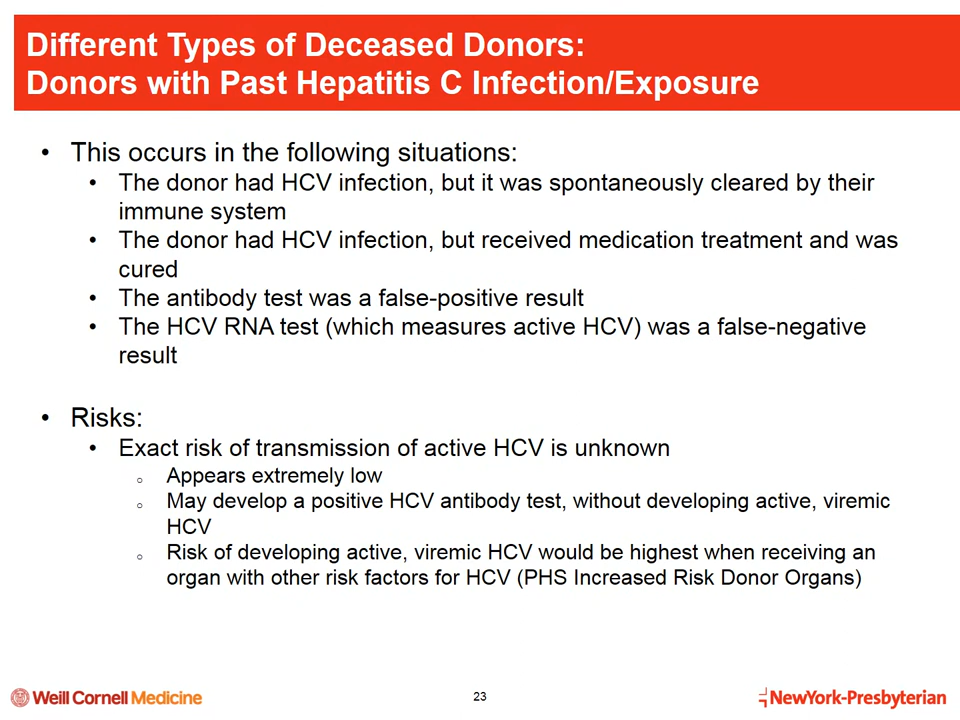 Different Types of Deceased Donors:
Donors with Past Hepatitis C Infection/Exposure
• This occurs in the following situations:
• The donor had HCV infection, but it was spontaneously cleared by their
immune system
• The donor had HCV infection, but received medication treatment and was
cured
• The antibody test was a false-positive result
• The HCV RNA test (which measures active HCV) was a false-negative
result
• Risks:
• Exact risk of transmission of active HCV is unknown
o Appears extremely low
o May develop a positive HCV antibody test, without developing active, viremic
HCV
o Risk of developing active, viremic HCV would be highest when receiving an
organ with other risk factors for HCV (PHS Increased Risk Donor Organs)
Weill Cornell Medicine
23
NewYork-Presbyterian